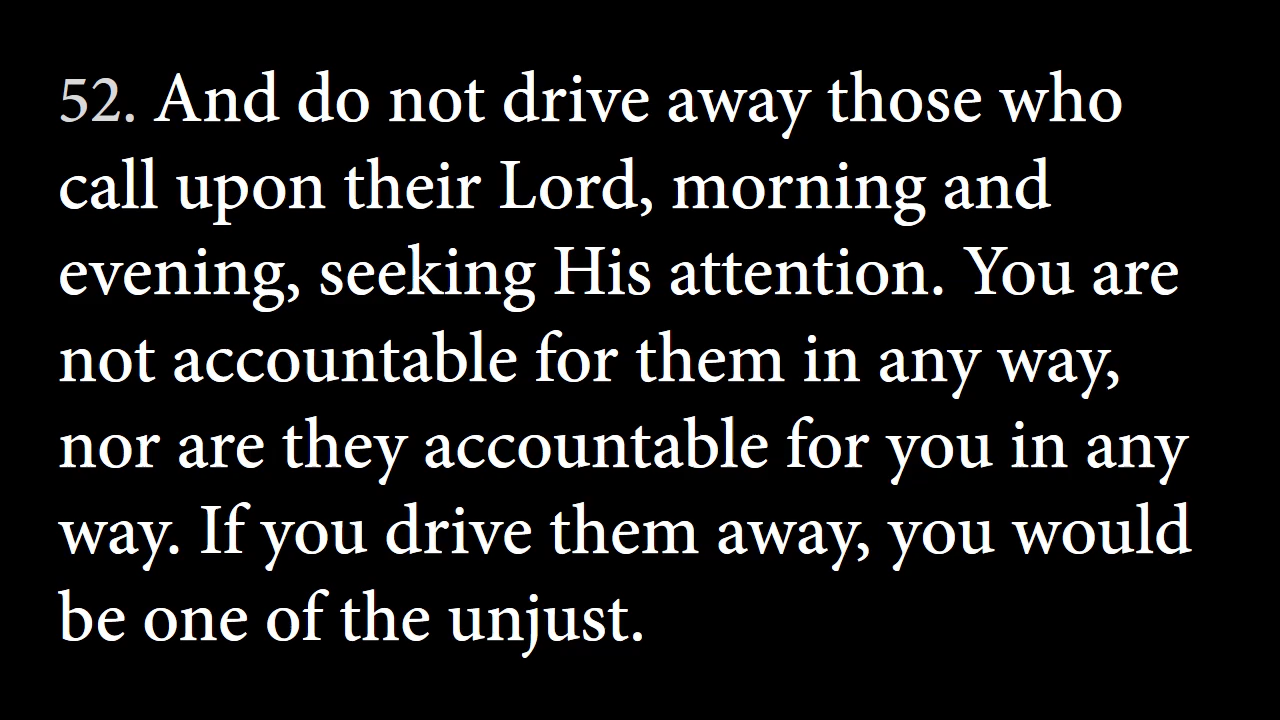 52. And do not drive away those who
call upon their Lord, morning and
evening, seeking His attention. You are
not accountable for them in any way,
nor are they accountable for you in any
way. If you drive them away, you would
be one of the unjust.